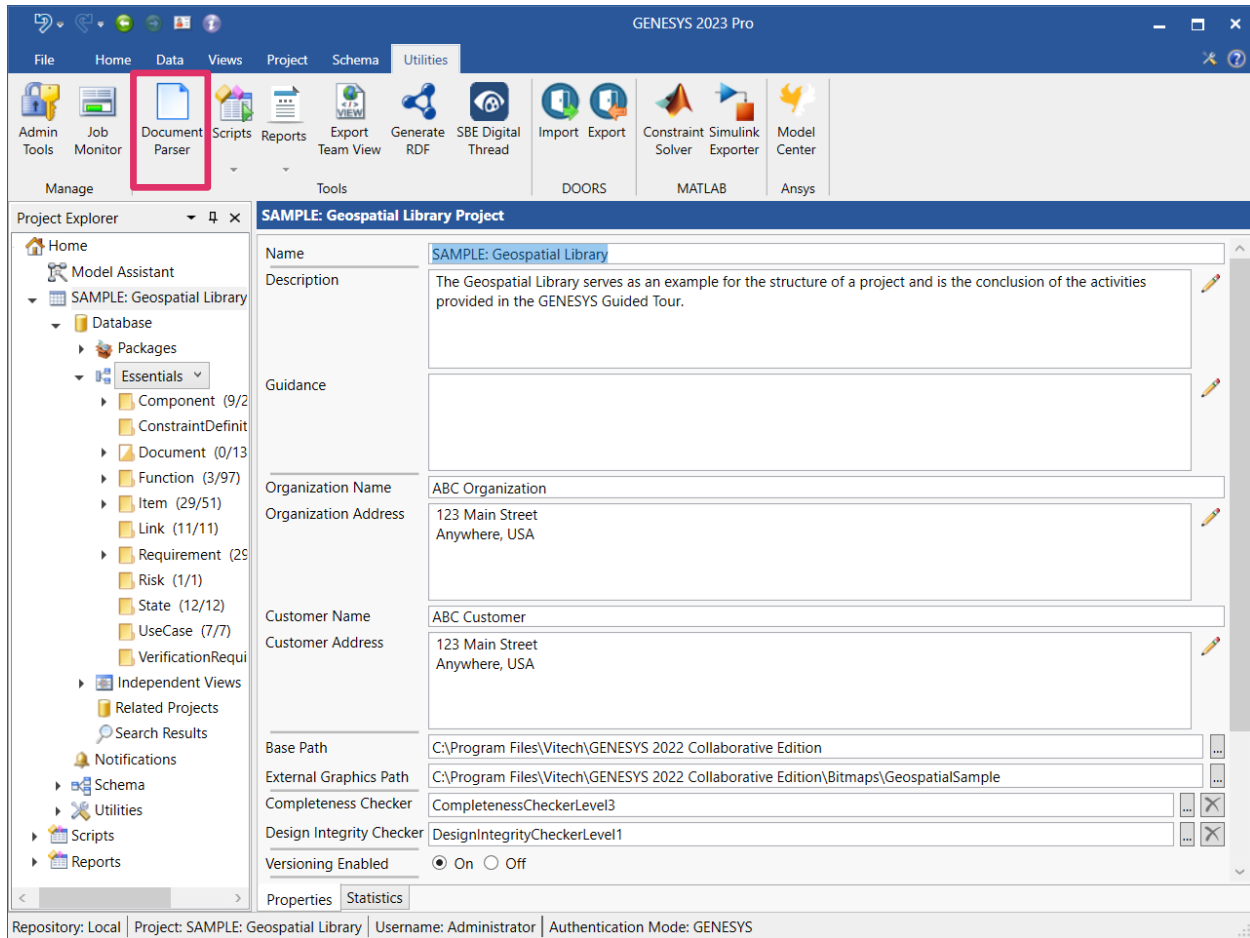 GENESYS 2023 Pro
File Home Data Views Project Schema Utilities
Admin Tools
Job Monitor
Document Parser
Scripts
Reports
VIEW
Export Team View
Generate RDF
SBE Digital Thread
Import
Export
Constraint Solver
Simulink Exporter
Model Center
Manage Tools DOORS MATLAB Ansys
Project Explorer
Home
Model Assistant
SAMPLE: Geospatial Library
Database
Packages
Essentials
Component (9/2
ConstraintDefinit
Document (0/13
Function (3/97)
Item (29/51)
Link (11/11)
Requirement (29
Risk (1/1)
State (12/12)
UseCase (7/7)
VerificationRequi
Independent Views
Related Projects
Search Results
Notifications
Schema
Utilities
Scripts
Reports
SAMPLE: Geospatial Library Project
Name SAMPLE: Geospatial Library
Description The Geospatial Library serves as an example for the structure of a project and is the conclusion of the activities
provided in the GENESYS Guided Tour.
Guidance
Organization Name ABC Organization
Organization Address 123 Main Street
Anywhere, USA
Customer Name ABC Customer
Customer Address 123 Main Street
Anywhere, USA
Base Path C:\Program Files\Vitech\GENESYS 2022 Collaborative Edition ...
External Graphics Path C:\Program Files\Vitech\GENESYS 2022 Collaborative Edition\Bitmaps\GeospatialSample ...
Completeness Checker CompletenessCheckerLevel3 ...
Design Integrity Checker DesignIntegrityCheckerLevel1 ...
Versioning Enabled On Off
Properties Statistics
Repository: Local Project: SAMPLE: Geospatial Library Username: Administrator Authentication Mode: GENESYS